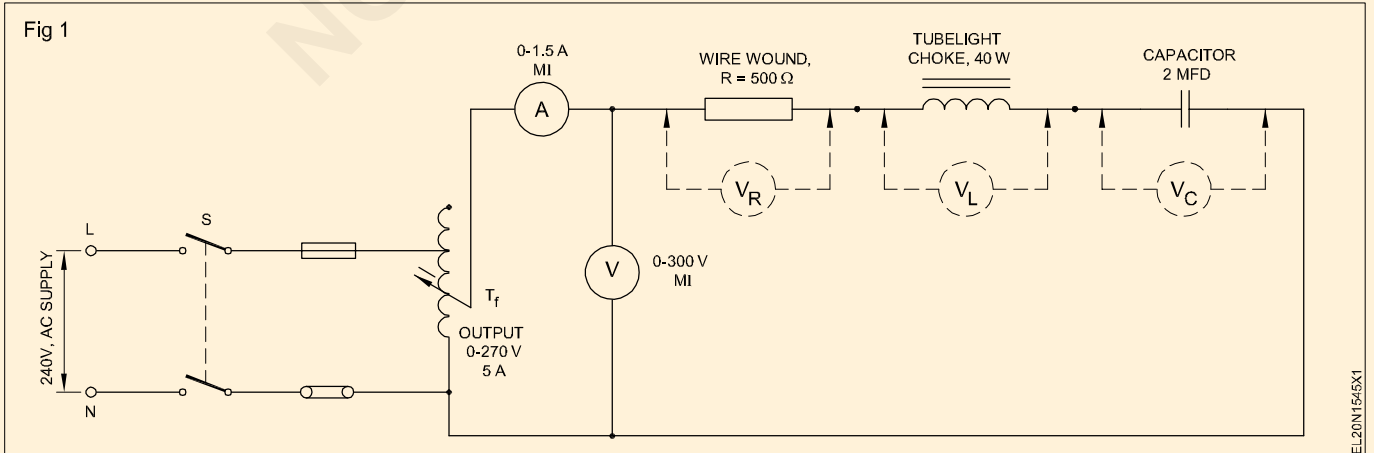 Fig 1
0-1.5 A
MI
A
WIRE WOUND,
R = 500 Ω
TUBELIGHT
CHOKE, 40 W
CAPACITOR
2 MFD
V_R
V_L
V_C
L
S
240V, AC SUPPLY
T_f
OUTPUT
0-270 V
5 A
V
0-300 V
MI
N
EL20N1545X1